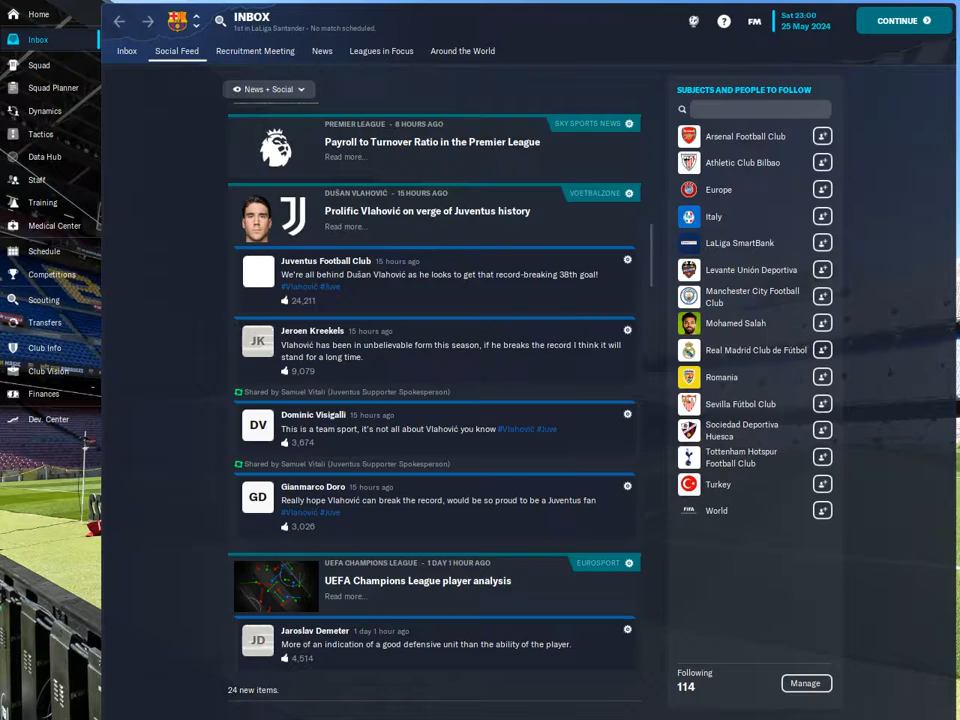 Home
Inbox
Squad
Squad Planner
Dynamics
Tactics
Data Hub
Staff
Training
Medical Center
Schedule
Competitions
Scouting
Transfers
Club Info
Club Vision
Finances
Dev. Center
INBOX
1st in LaLiga Santander - No match scheduled.
?
FM
Sat 23:00
25 May 2024
CONTINUE
Inbox
Social Feed
Recruitment Meeting
News
Leagues in Focus
Around the World
News + Social
PREMIER LEAGUE - 8 HOURS AGO
SKY SPORTS NEWS
Payroll to Turnover Ratio in the Premier League
Read more...
DUŠAN VLAHOVIĆ - 15 HOURS AGO
VOETBALZONE
Prolific Vlahović on verge of Juventus history
Read more...
Juventus Football Club 15 hours ago
We're all behind Dušan Vlahović as he looks to get that record-breaking 38th goal!
#Vlahović #Juve
24,211
JK
Jeroen Kreekels 15 hours ago
Vlahović has been in unbelievable form this season, if he breaks the record I think it will
stand for a long time.
9,079
Shared by Samuel Vitali (Juventus Supporter Spokesperson)
DV
Dominic Visigalli 15 hours ago
This is a team sport, it's not all about Vlahović you know #Vlahović #Juve
3,674
Shared by Samuel Vitali (Juventus Supporter Spokesperson)
GD
Gianmarco Doro 15 hours ago
Really hope Vlahović can break the record, would be so proud to be a Juventus fan
#Vlahović #Juve
3,026
UEFA CHAMPIONS LEAGUE - 1 DAY 1 HOUR AGO
EUROSPORT
UEFA Champions League player analysis
Read more...
JD
Jaroslav Demeter 1 day 1 hour ago
More of an indication of a good defensive unit than the ability of the player.
4,514
24 new items.
SUBJECTS AND PEOPLE TO FOLLOW
Arsenal Football Club
Athletic Club Bilbao
Europe
Italy
LaLiga SmartBank
Levante Unión Deportiva
Manchester City Football
Club
Mohamed Salah
Real Madrid Club de Fútbol
Romania
Sevilla Fútbol Club
Sociedad Deportiva
Huesca
Tottenham Hotspur
Football Club
Turkey
FIFA
World
Following
114
Manage